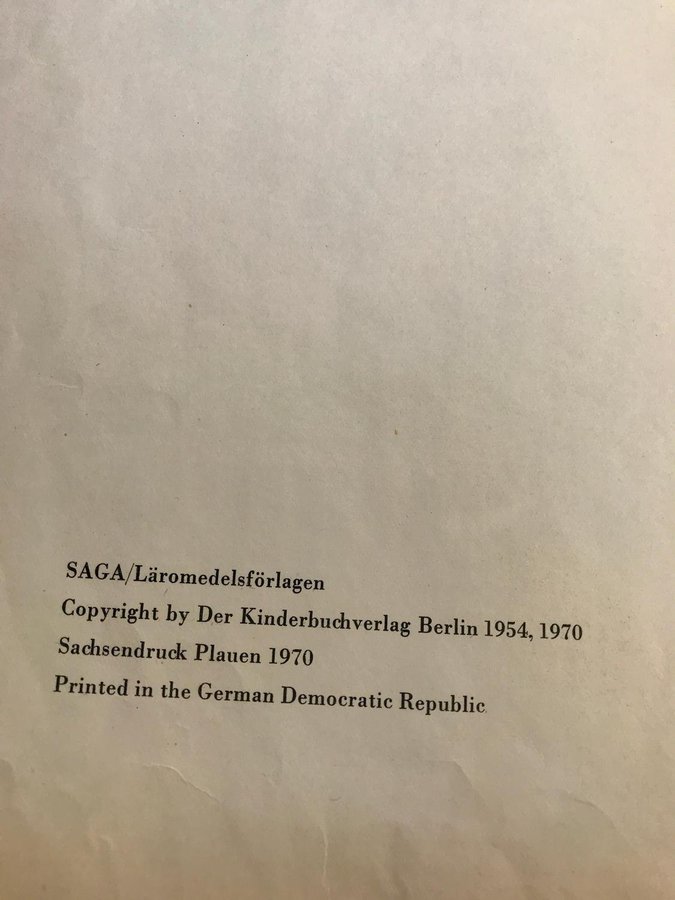 SAGA/Läromedelsförlagen
Copyright by Der Kinderbuchverlag Berlin 1954, 1970
Sachsendruck Plauen 1970
Printed in the German Democratic Republic